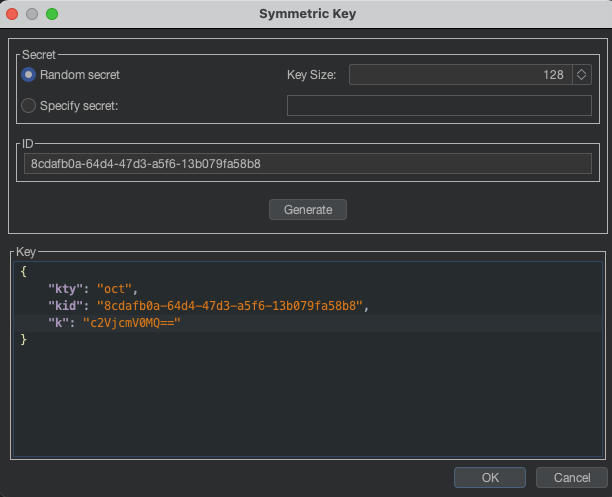 Symmetric Key
Secret
Random secret
Key Size:
128
Specify secret:
ID
8cdafb0a-64d4-47d3-a5f6-13b079fa58b8
Generate
Key
{
"kty": "oct",
"kid": "8cdafb0a-64d4-47d3-a5f6-13b079fa58b8",
"k": "c2VjcmV0MQ=="
}
OK
Cancel